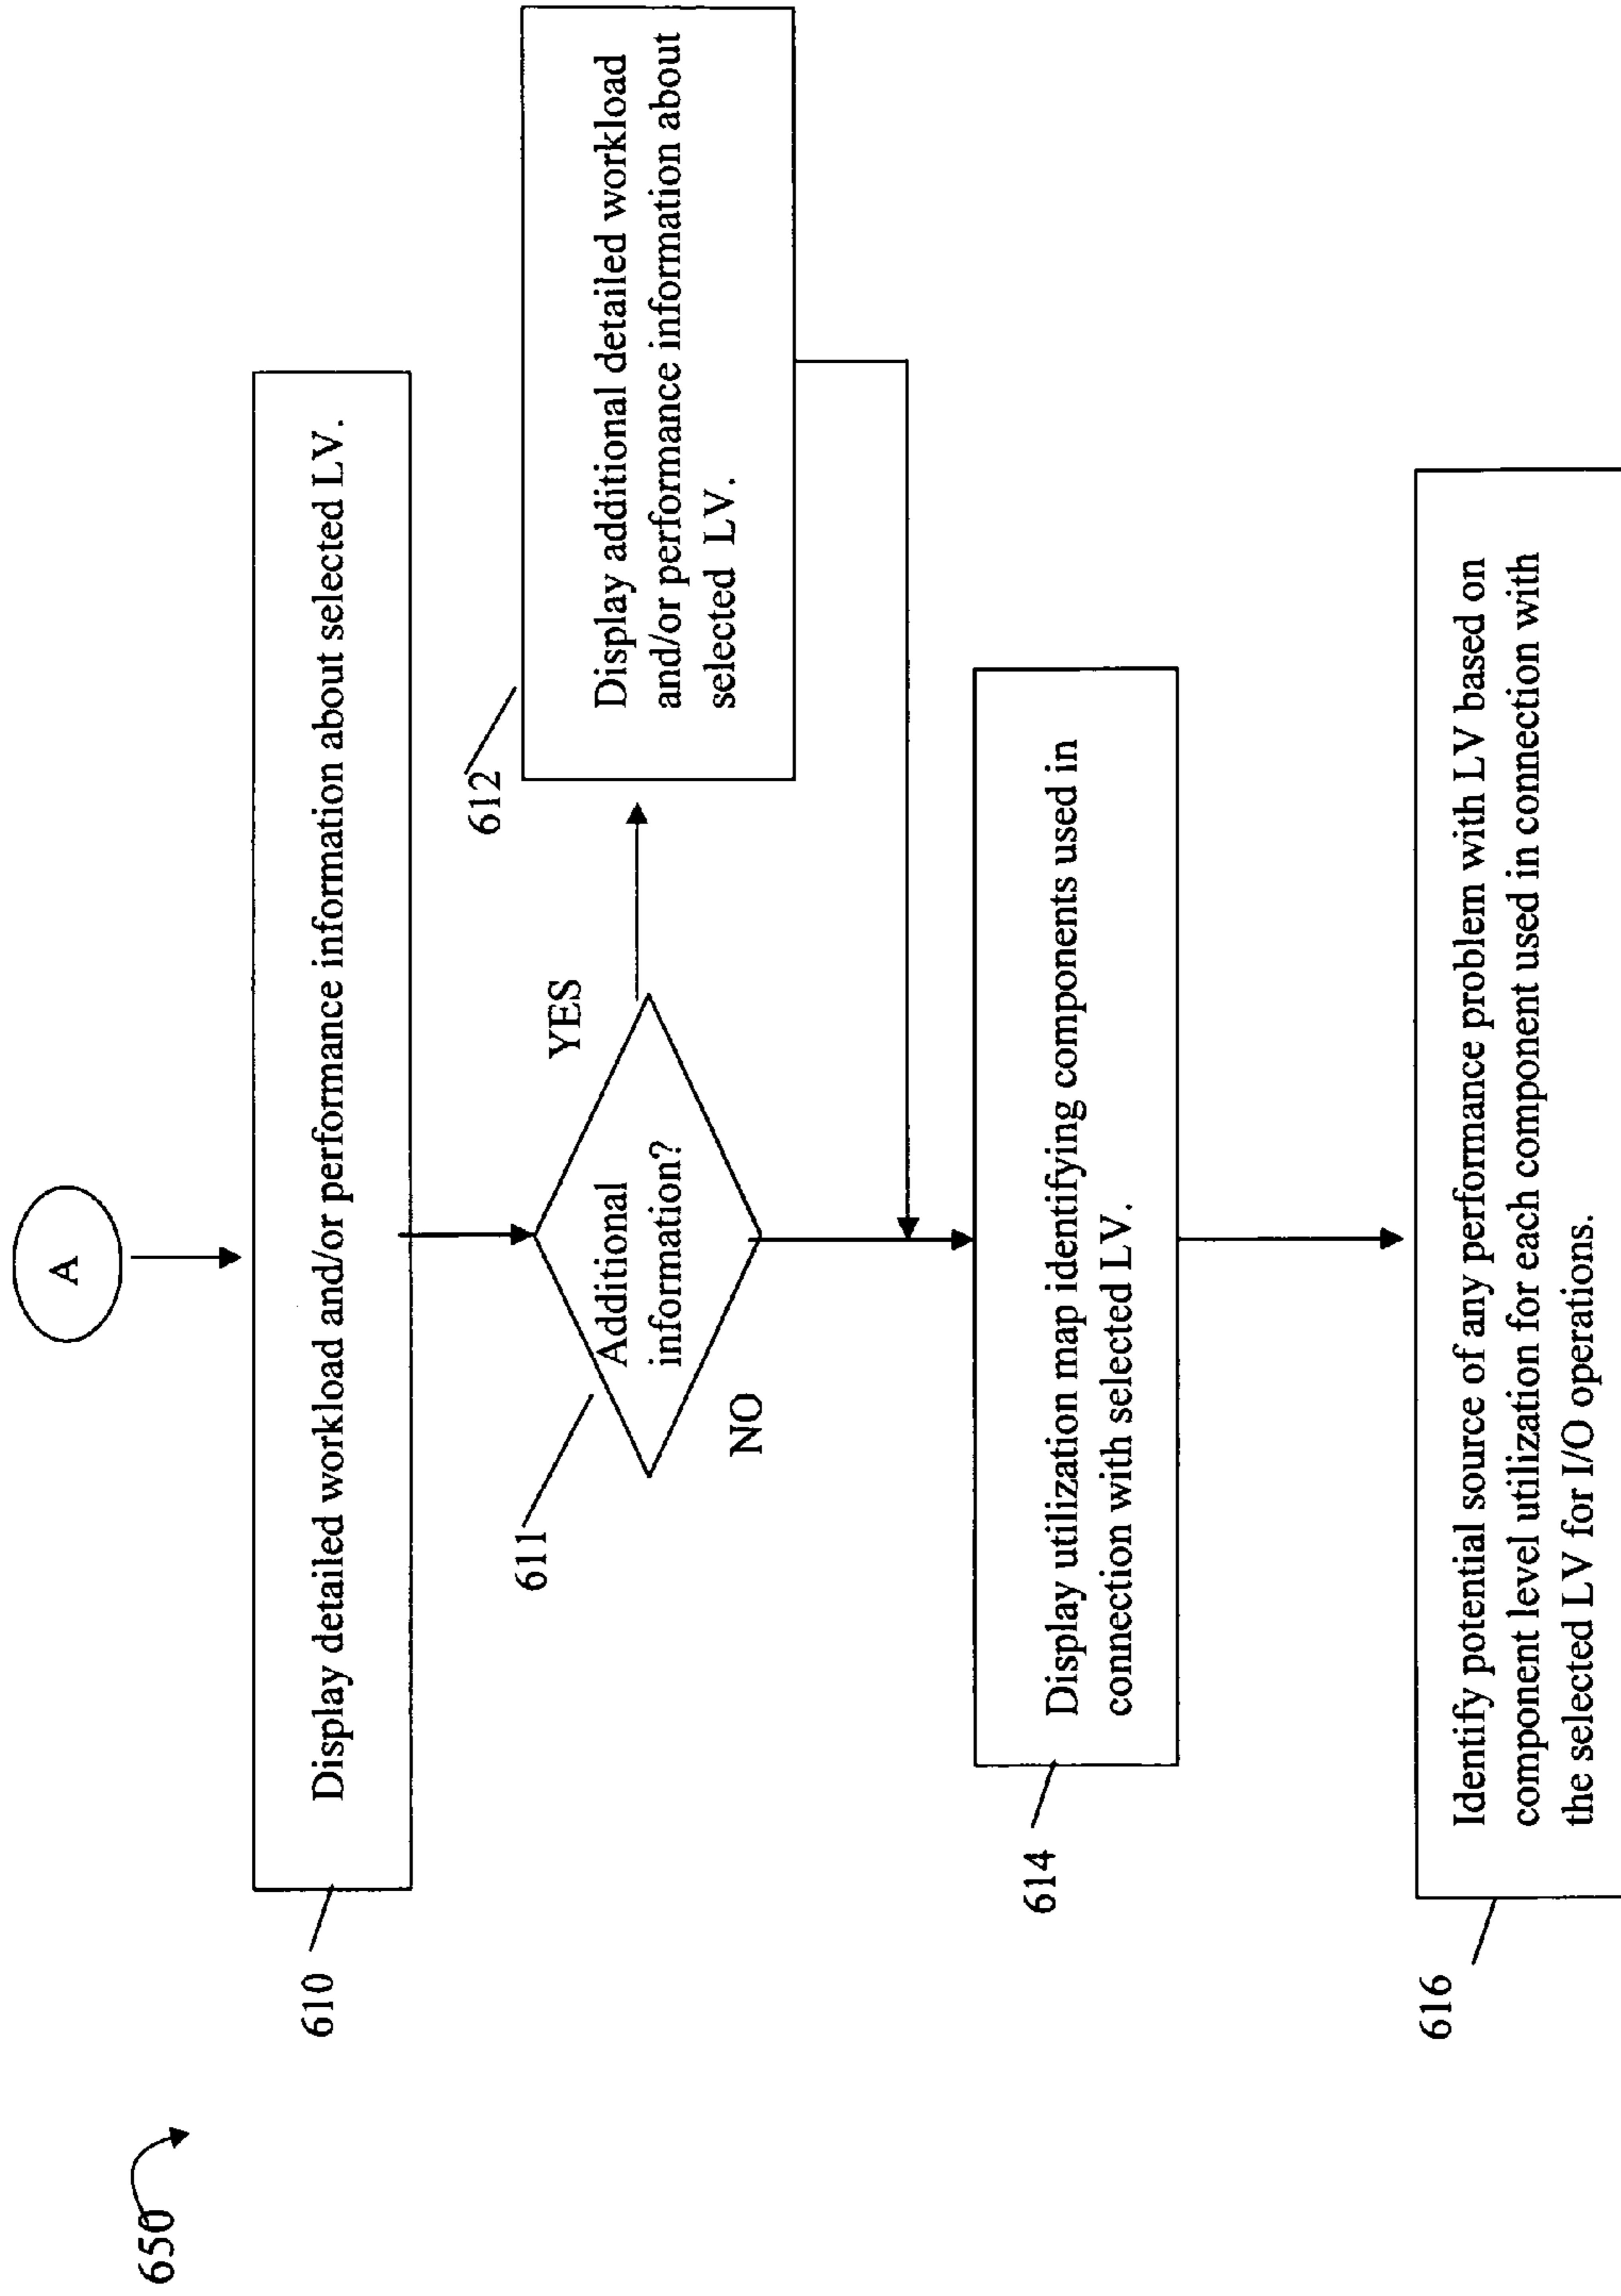 650
A
610
Display detailed workload and/or performance information about selected LV.
611
Additional
information?
YES
NO
612
Display additional detailed workload
and/or performance information about
selected LV.
614
Display utilization map identifying components used in
connection with selected LV.
616
Identify potential source of any performance problem with LV based on
component level utilization for each component used in connection with
the selected LV for I/O operations.